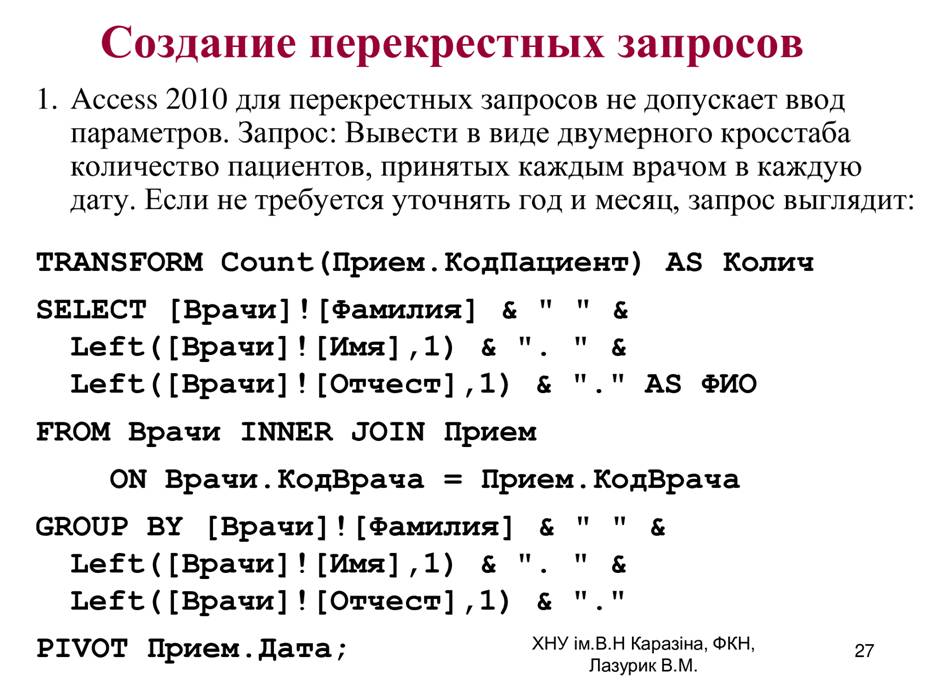 Создание перекрестных запросов
1. Access 2010 для перекрестных запросов не допускает ввод
параметров. Запрос: Вывести в виде двумерного кросстаба
количество пациентов, принятых каждым врачом в каждую
дату. Если не требуется уточнять год и месяц, запрос выглядит:
TRANSFORM Count(Прием.КодПациент) AS Колич
SELECT [Врачи]![Фамилия] & " " &
Left([Врачи]![Имя],1) & ". " &
Left([Врачи]![Отчест],1) & "." AS ФИО
FROM Врачи INNER JOIN Прием
ON Врачи.КодВрача = Прием.КодВрача
GROUP BY [Врачи]![Фамилия] & " " &
Left([Врачи]![Имя],1) & ". " &
Left([Врачи]![Отчест],1) & "."
PIVOT Прием.Дата;
ХНУ ім.В.Н Каразіна, ФКН,
Лазурик В.М.
27